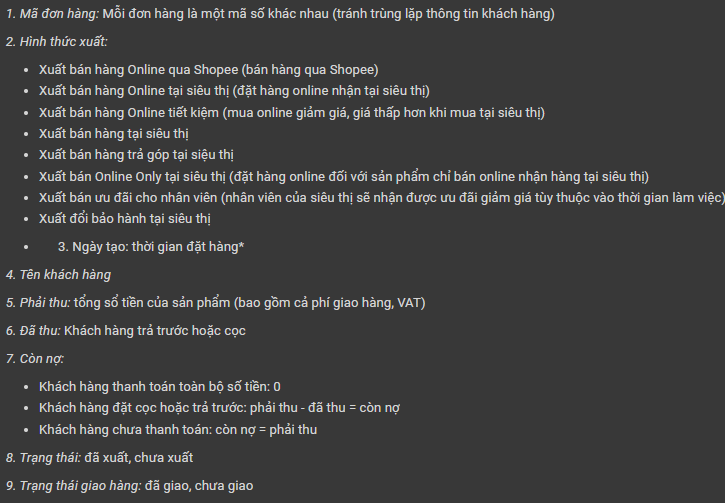 1. Mã đơn hàng: Mỗi đơn hàng là một mã số khác nhau (tránh trùng lặp thông tin khách hàng)
2. Hình thức xuất:
• Xuất bán hàng Online qua Shopee (bán hàng qua Shopee)
• Xuất bán hàng Online tại siêu thị (đặt hàng online nhận tại siêu thị)
• Xuất bán hàng Online tiết kiệm (mua online giảm giá, giá thấp hơn khi mua tại siêu thị)
• Xuất bán hàng tại siêu thị
• Xuất bán hàng trả góp tại siệu thị
• Xuất bán Online Only tại siêu thị (đặt hàng online đối với sản phẩm chỉ bán online nhận hàng tại siêu thị)
• Xuất bán ưu đãi cho nhân viên (nhân viên của siêu thị sẽ nhận được ưu đãi giảm giá tùy thuộc vào thời gian làm việc)
• Xuất đổi bảo hành tại siêu thị
• 3. Ngày tạo: thời gian đặt hàng*
4. Tên khách hàng
5. Phải thu: tổng sổ tiền của sản phẩm (bao gồm cả phí giao hàng, VAT)
6. Đã thu: Khách hàng trả trước hoặc cọc
7. Còn nợ:
• Khách hàng thanh toán toàn bộ số tiền: 0
• Khách hàng đặt cọc hoặc trả trước: phải thu - đã thu = còn nợ
• Khách hàng chưa thanh toán: còn nợ = phải thu
8. Trạng thái: đã xuất, chưa xuất
9. Trạng thái giao hàng: đã giao, chưa giao